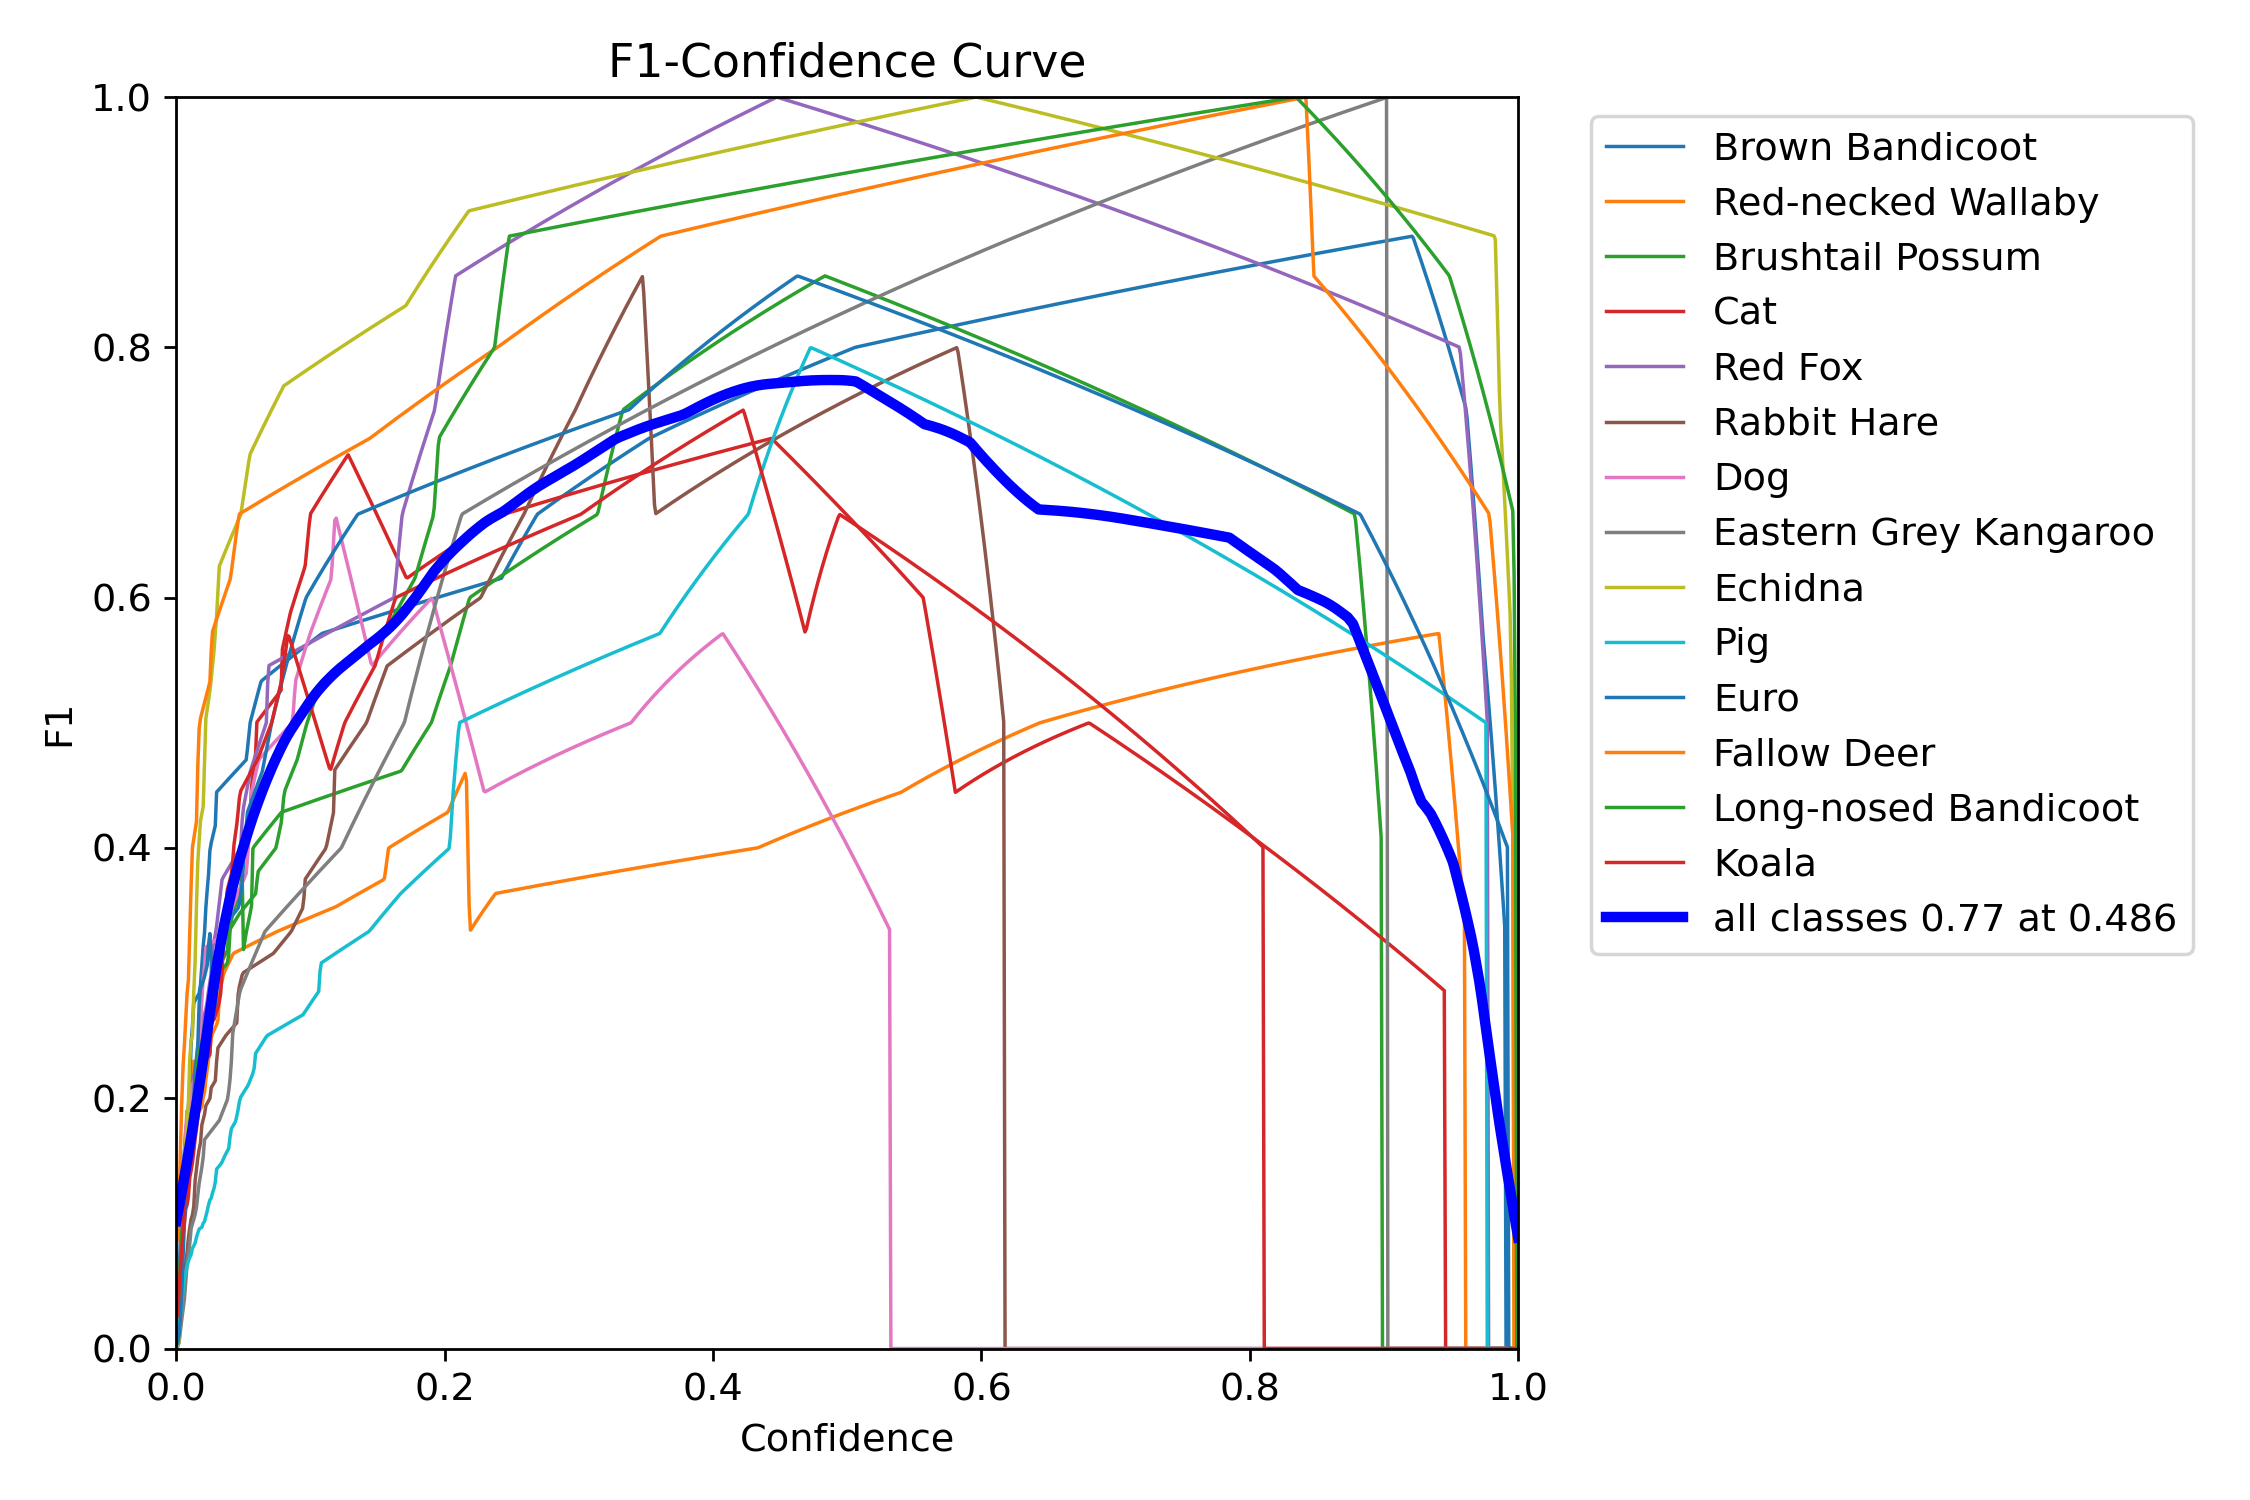 F1-Confidence Curve
1.0
0.8
0.6
0.4
0.2
0.0
F1
0.0 0.2 0.4 0.6 0.8 1.0
Confidence
Brown Bandicoot
Red-necked Wallaby
Brushtail Possum
Cat
Red Fox
Rabbit Hare
Dog
Eastern Grey Kangaroo
Echidna
Pig
Euro
Fallow Deer
Long-nosed Bandicoot
Koala
all classes 0.77 at 0.486